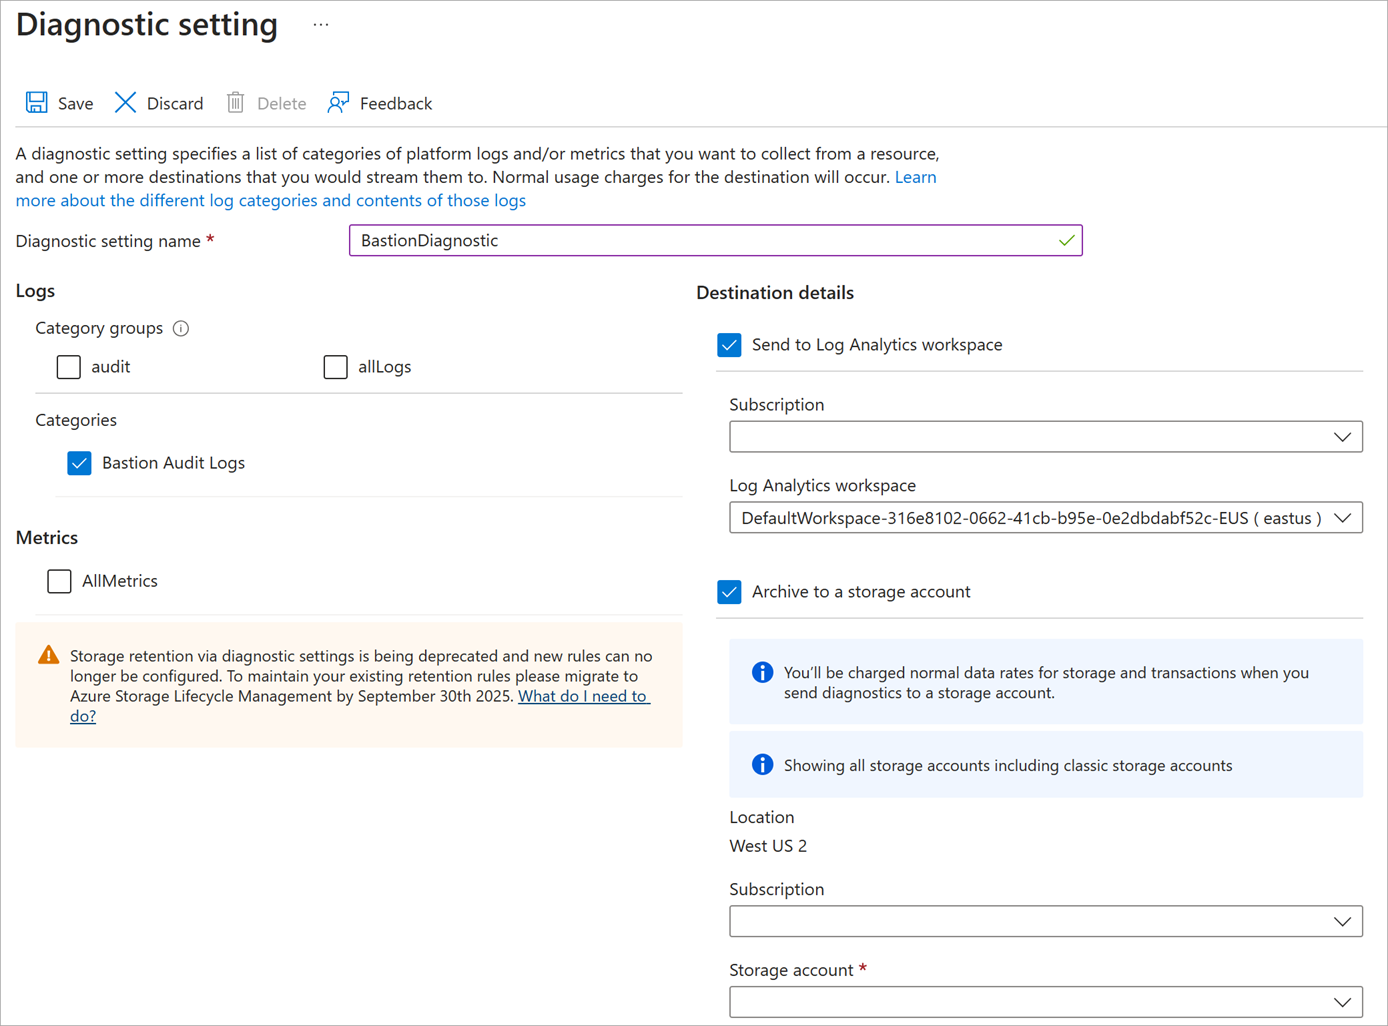 Diagnostic setting ...
Save Discard Delete Feedback
A diagnostic setting specifies a list of categories of platform logs and/or metrics that you want to collect from a resource,
and one or more destinations that you would stream them to. Normal usage charges for the destination will occur. Learn
more about the different log categories and contents of those logs
Diagnostic setting name *
BastionDiagnostic
Logs
Category groups
audit
allLogs
Categories
Bastion Audit Logs
Metrics
AllMetrics
Storage retention via diagnostic settings is being deprecated and new rules can no
longer be configured. To maintain your existing retention rules please migrate to
Azure Storage Lifecycle Management by September 30th 2025. What do I need to
do?
Destination details
Send to Log Analytics workspace
Subscription
Log Analytics workspace
DefaultWorkspace-316e8102-0662-41cb-b95e-0e2dbdabf52c-EUS ( eastus )
Archive to a storage account
You'll be charged normal data rates for storage and transactions when you
send diagnostics to a storage account.
Showing all storage accounts including classic storage accounts
Location
West US 2
Subscription
Storage account *